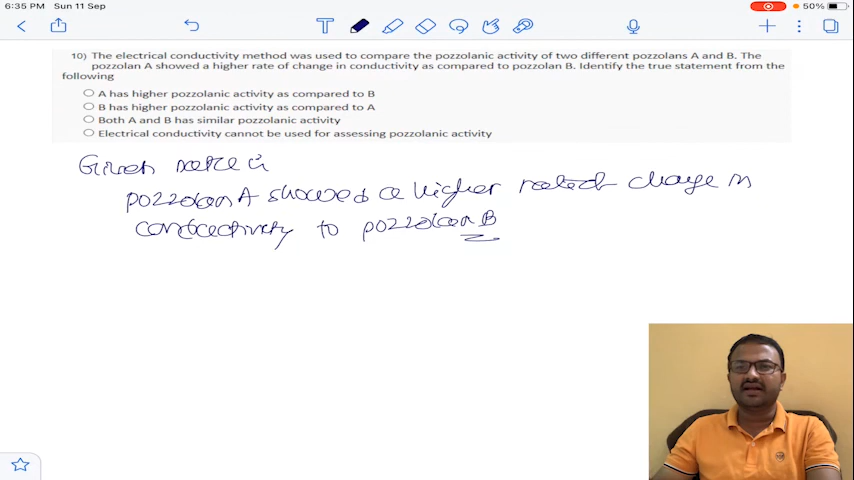 6:35 PM Sun 11 Sep
50%
10) The electrical conductivity method was used to compare the pozzolanic activity of two different pozzolans A and B. The
pozzolan A showed a higher rate of change in conductivity as compared to pozzolan B. Identify the true statement from the
following
A has higher pozzolanic activity as compared to B
B has higher pozzolanic activity as compared to A
Both A and B has similar pozzolanic activity
Electrical conductivity cannot be used for assessing pozzolanic activity
Given
pozzolan A showed a higher rate of change in
conductivity to pozzolan B